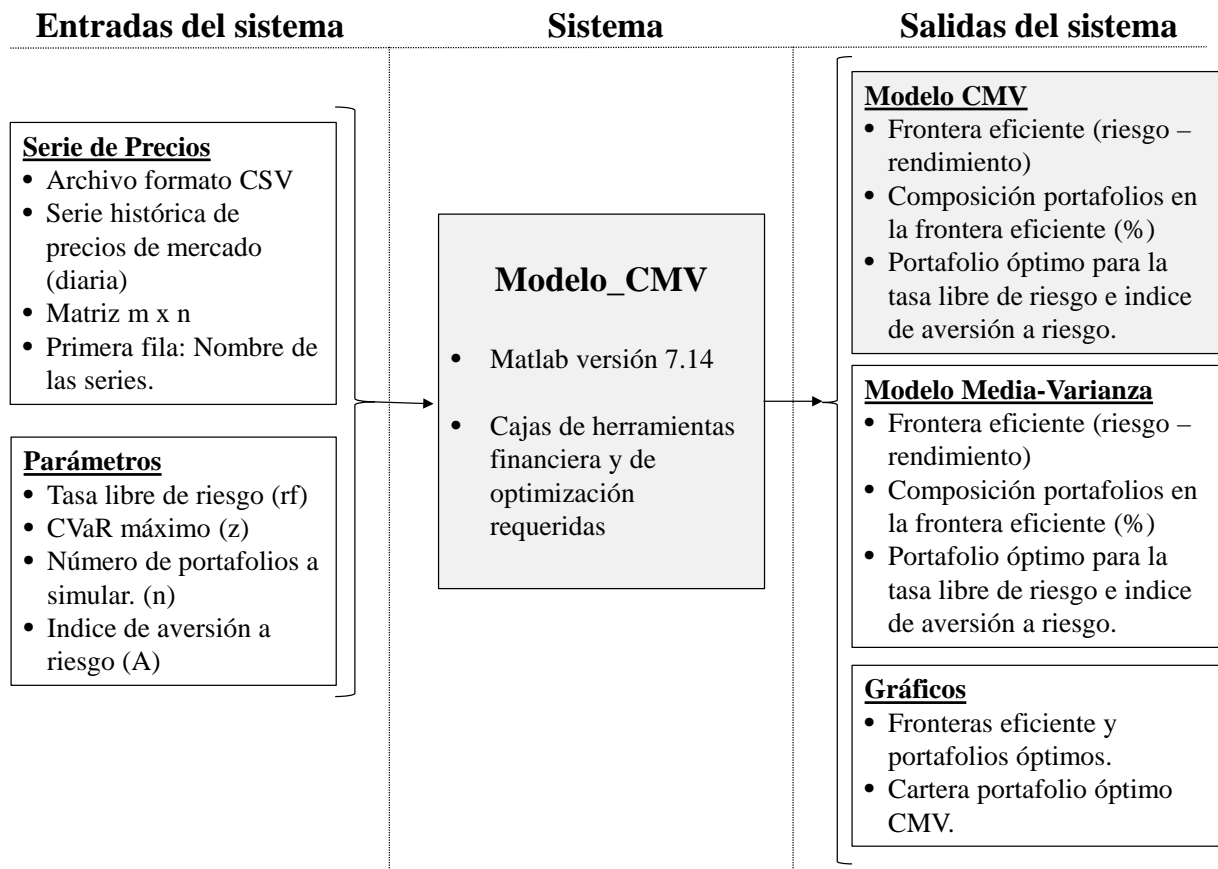 Entradas del sistema
Serie de Precios
• Archivo formato CSV
• Serie histórica de
precios de mercado
(diaria)
• Matriz m x n
• Primera fila: Nombre de
las series.
Parámetros
• Tasa libre de riesgo (rf)
• CVaR máximo (z)
• Número de portafolios a
simular. (n)
• Indice de aversión a
riesgo (A)
Sistema
Modelo_CMV
• Matlab versión 7.14
• Cajas de herramientas
financiera y de
optimización
requeridas
Salidas del sistema
Modelo CMV
• Frontera eficiente (riesgo –
rendimiento)
• Composición portafolios en
la frontera eficiente (%)
• Portafolio óptimo para la
tasa libre de riesgo e indice
de aversión a riesgo.
Modelo Media-Varianza
• Frontera eficiente (riesgo –
rendimiento)
• Composición portafolios en
la frontera eficiente (%)
• Portafolio óptimo para la
tasa libre de riesgo e indice
de aversión a riesgo.
Gráficos
• Fronteras eficiente y
portafolios óptimos.
• Cartera portafolio óptimo
CMV.